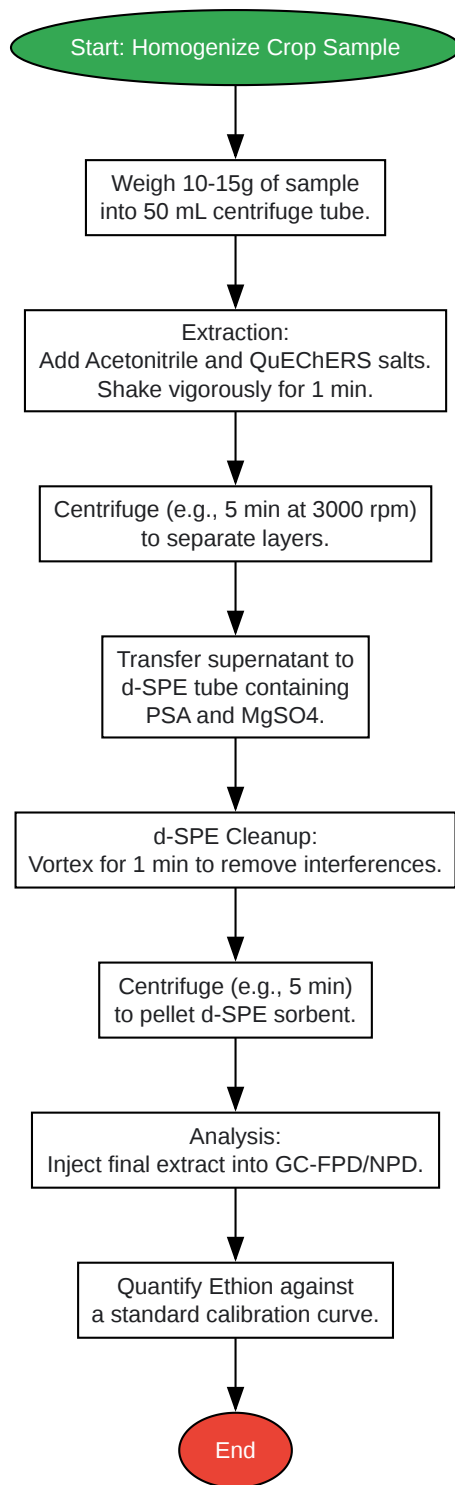 Start: Homogenize Crop Sample
Weigh 10-15g of sample
into 50 mL centrifuge tube.
Extraction:
Add Acetonitrile and QuEChERS salts.
Shake vigorously for 1 min.
Centrifuge (e.g., 5 min at 3000 rpm)
to separate layers.
Transfer supernatant to
d-SPE tube containing
PSA and MgSO4.
d-SPE Cleanup:
Vortex for 1 min to remove interferences.
Centrifuge (e.g., 5 min)
to pellet d-SPE sorbent.
Analysis:
Inject final extract into GC-FPD/NPD.
Quantify Ethion against
a standard calibration curve.
End